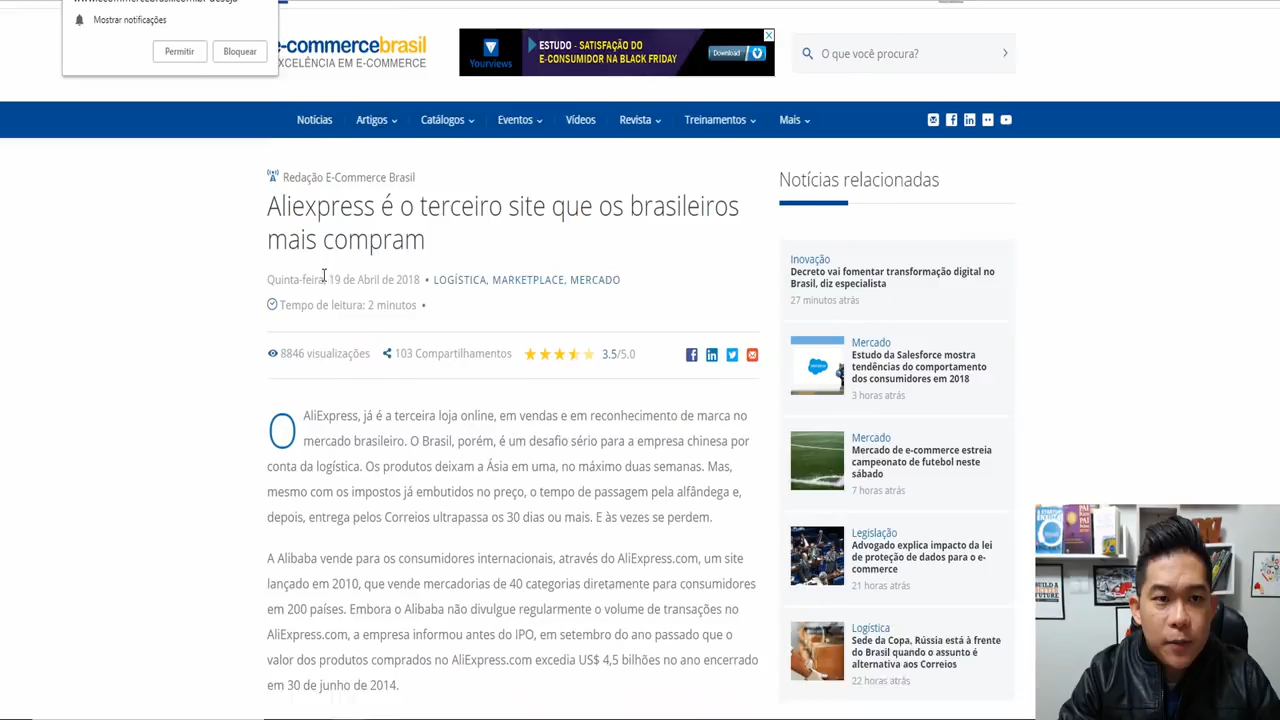 Mostrar notificações
Permitir
Bloquear
e-commercebrasil
EXCELÊNCIA EM E-COMMERCE
Yourviews
ESTUDO - SATISFAÇÃO DO
E-CONSUMIDOR NA BLACK FRIDAY
Download
O que você procura?
Notícias
Artigos
Catálogos
Eventos
Vídeos
Revista
Treinamentos
Mais
Redação E-Commerce Brasil
Aliexpress é o terceiro site que os brasileiros
mais compram
Quinta-feira, 19 de Abril de 2018 • LOGÍSTICA, MARKETPLACE, MERCADO
Tempo de leitura: 2 minutos •
8846 visualizações
103 Compartilhamentos
3.5/5.0
O AliExpress, já é a terceira loja online, em vendas e em reconhecimento de marca no
mercado brasileiro. O Brasil, porém, é um desafio sério para a empresa chinesa por
conta da logística. Os produtos deixam a Ásia em uma, no máximo duas semanas. Mas,
mesmo com os impostos já embutidos no preço, o tempo de passagem pela alfândega e,
depois, entrega pelos Correios ultrapassa os 30 dias ou mais. E às vezes se perdem.
A Alibaba vende para os consumidores internacionais, através do AliExpress.com, um site
lançado em 2010, que vende mercadorias de 40 categorias diretamente para consumidores
em 200 países. Embora o Alibaba não divulgue regularmente o volume de transações no
AliExpress.com, a empresa informou antes do IPO, em setembro do ano passado que o
valor dos produtos comprados no AliExpress.com excedia US$ 4,5 bilhões no ano encerrado
em 30 de junho de 2014.
Notícias relacionadas
Inovação
Decreto vai fomentar transformação digital no
Brasil, diz especialista
27 minutos atrás
Mercado
Estudo da Salesforce mostra
tendências do comportamento
dos consumidores em 2018
3 horas atrás
Mercado
Mercado de e-commerce estreia
campeonato de futebol neste
sábado
7 horas atrás
Legislação
Advogado explica impacto da lei
de proteção de dados para o e-
commerce
21 horas atrás
Logística
Sede da Copa, Rússia está à frente
do Brasil quando o assunto é
alternativa aos Correios
22 horas atrás